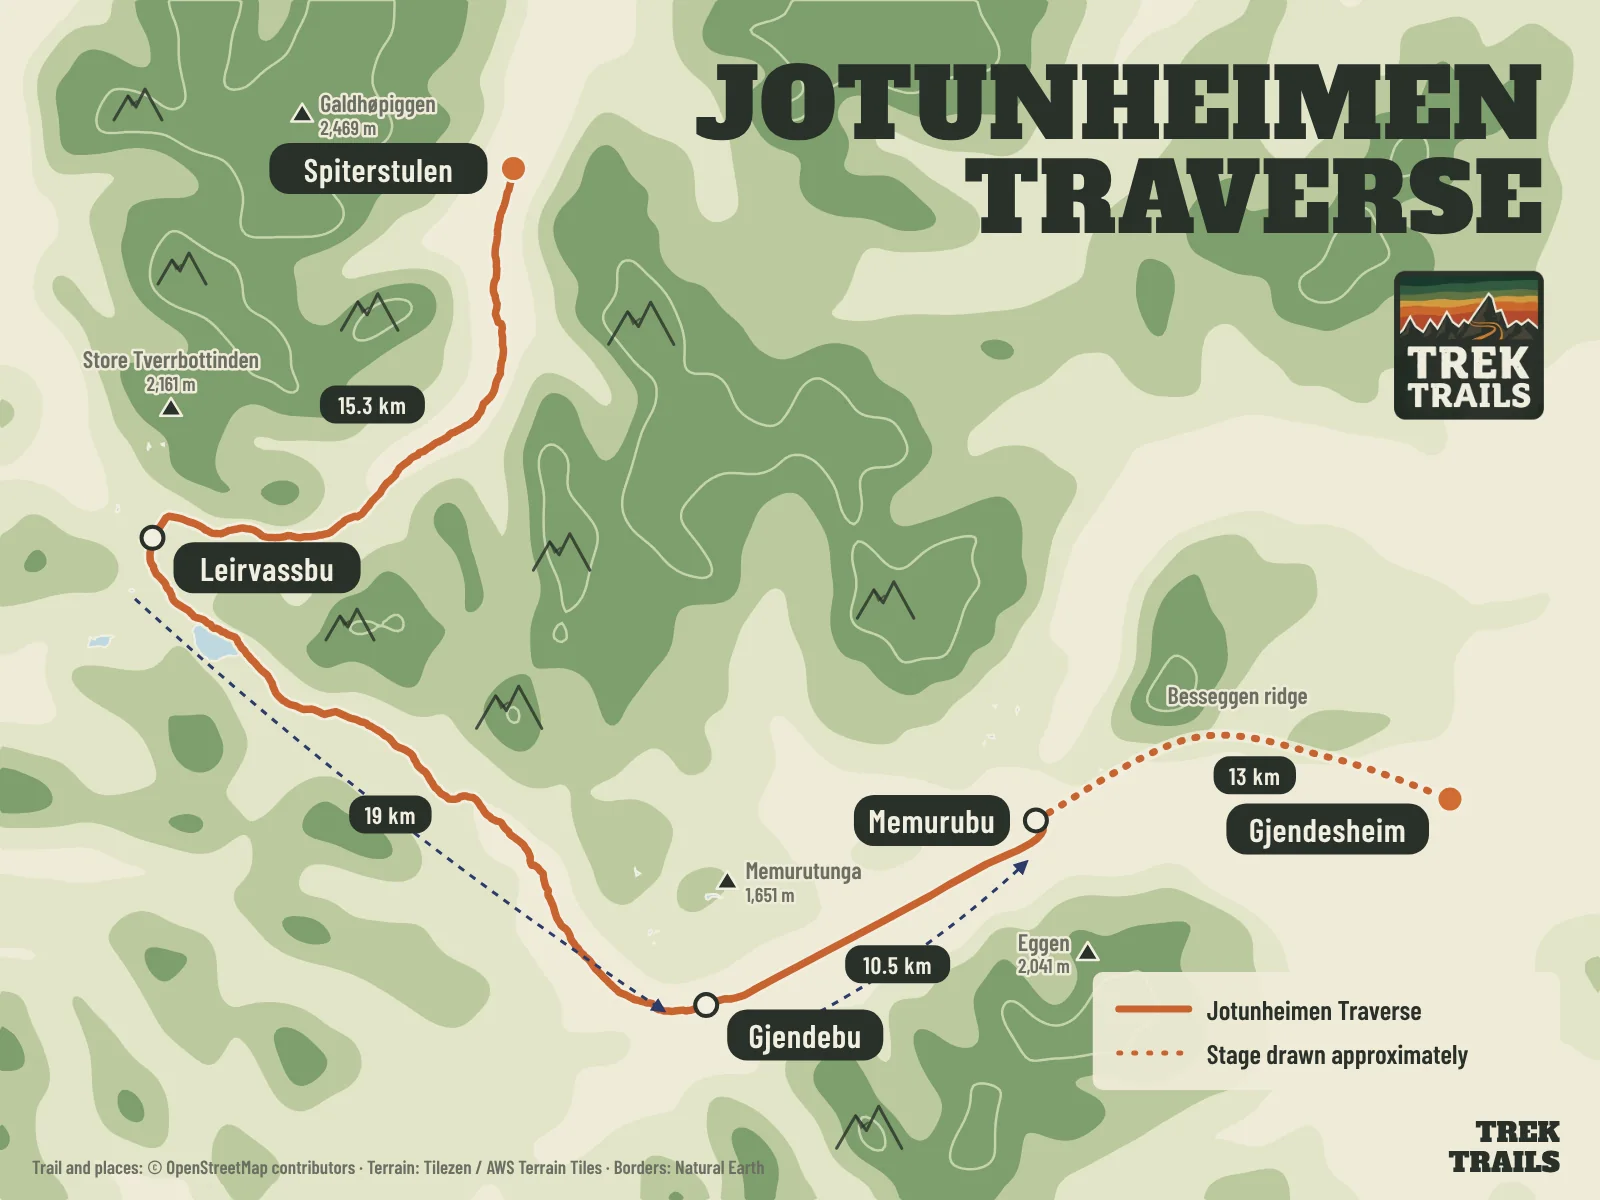 JOTUNHEIMEN
TRAVERSE
TREK
TRAILS
Galdhøpiggen
2,469 m
Spiterstulen
Store Tverrbottinden
2,161 m
15.3 km
Leirvassbu
Besseggen ridge
13 km
19 km
Memurubu
Gjendesheim
Memurutunga
1,651 m
10.5 km
Eggen
2,041 m
Gjendebu
Jotunheimen Traverse
Stage drawn approximately
TREK
TRAILS
Trail and places: © OpenStreetMap contributors · Terrain: Tilezen / AWS Terrain Tiles · Borders: Natural Earth